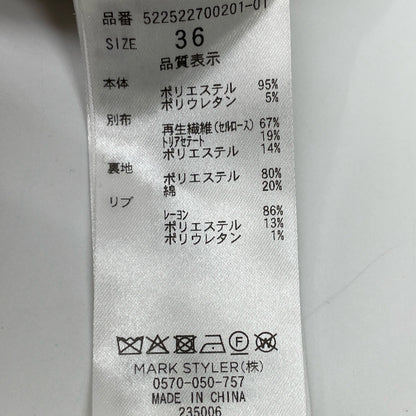 品番 522522700201-01
SIZE 36
品質表示
本体 ポリエステル 95%
ポリウレタン 5%
別布 再生繊維(セルロース) 67%
トリアセテート 19%
ポリエステル 14%
裏地 ポリエステル 80%
綿 20%
リブ レーヨン 86%
ポリエステル 13%
ポリウレタン 1%
MARK STYLER(株)
0570-050-757
MADE IN CHINA
235006